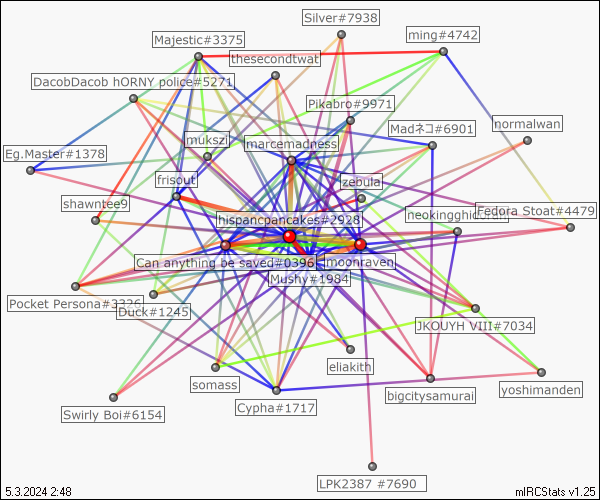 Silver#7938
Majestic#3375
ming#4742
thesecondtwat
DacobDacob hORNY police#5271
Pikabro#9971
normalwan
Madネコ#6901
mukszi
marcemadness
Eg.Master#1378
frisout
zebula
shawntee9
hispancpancakes#2928
Fedora Stoat#4479
Can anything be saved#0396
moonraven
Mushy#1984
Pocket Persona#3326
Duck#1245
JKOUYH VIII#7034
eliakith
somass
yoshimanden
bigcitysamurai
Cypha#1717
Swirly Boi#6154
LPK2387 #7690
5.3.2024 2:48
mIRCStats v1.25